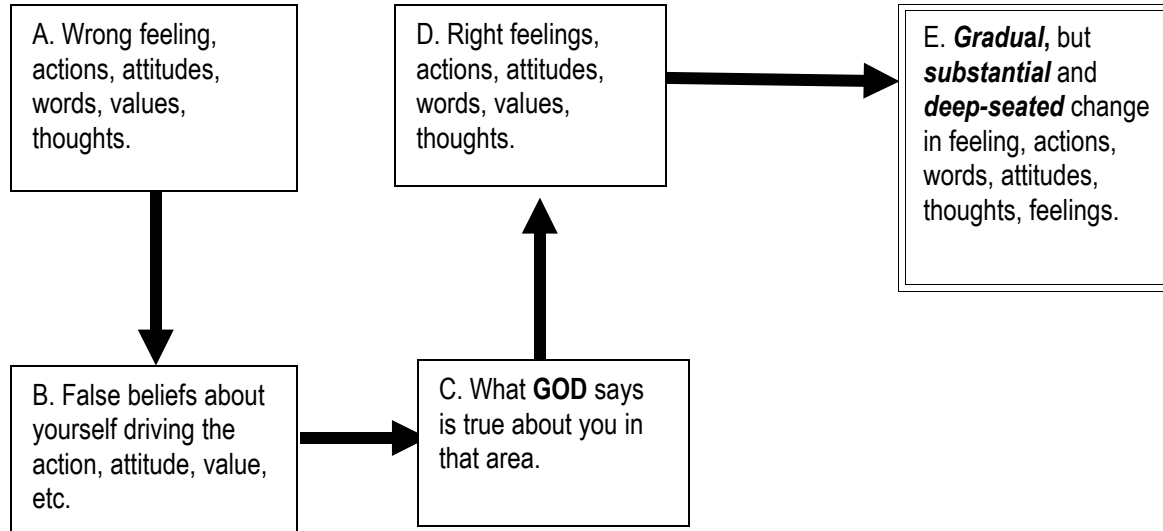 A. Wrong feeling,
actions, attitudes,
words, values,
thoughts.
B. False beliefs about
yourself driving the
action, attitude, value,
etc.
C. What GOD says
is true about you in
that area.
D. Right feelings,
actions, attitudes,
words, values,
thoughts.
E. Gradual, but
substantial and
deep-seated change
in feeling, actions,
words, attitudes,
thoughts, feelings.